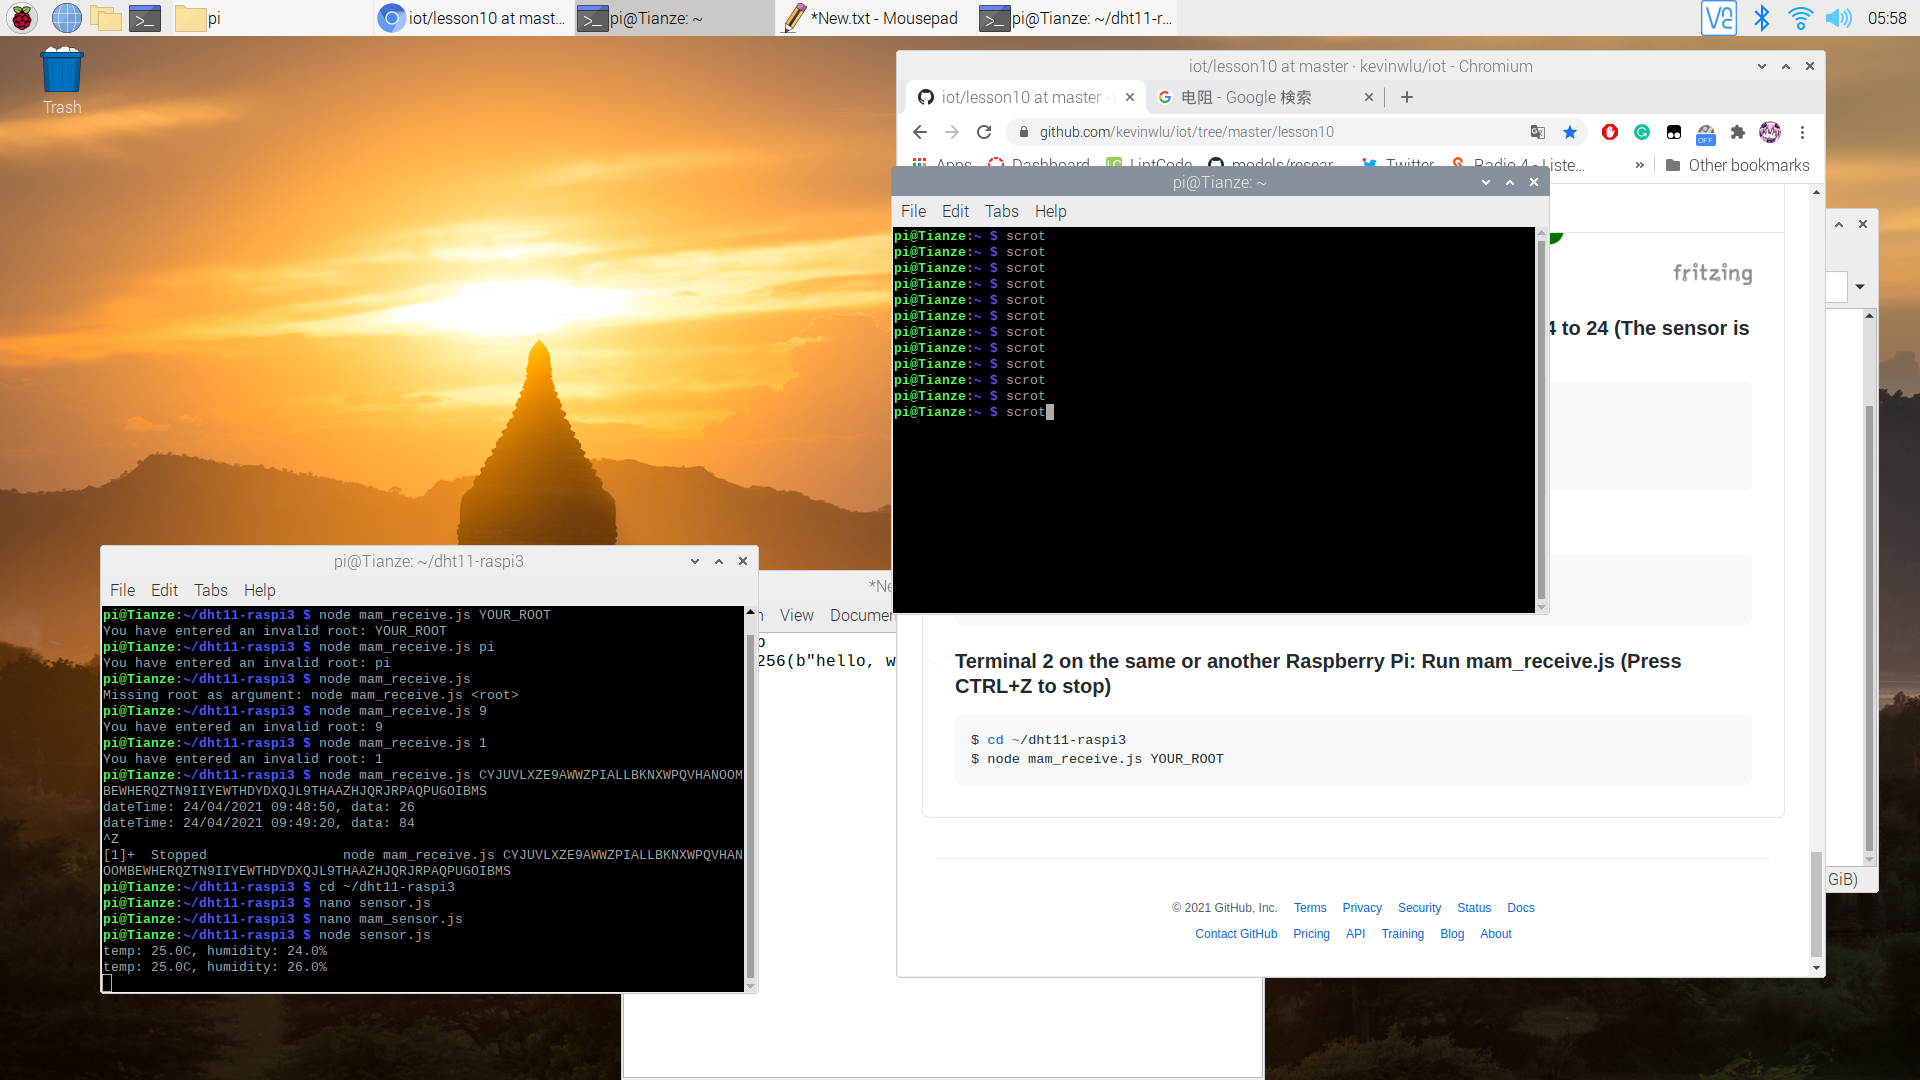 pi
iot/lesson10 at mast...
pi@Tianze: ~
*New.txt - Mousepad
pi@Tianze: ~/dht11-r...
05:58
Trash
iot/lesson10 at master · kevinwlu/iot - Chromium
iot/lesson10 at master ·
电阻 - Google 検索
github.com/kevinwlu/iot/tree/master/lesson10
OFF
Apps
Dashboard
LintCode
models/resear...
Twitter
Radio 4 - Liste...
»
Other bookmarks
pi@Tianze: ~
File Edit Tabs Help
pi@Tianze:~ $ scrot
pi@Tianze:~ $ scrot
pi@Tianze:~ $ scrot
pi@Tianze:~ $ scrot
pi@Tianze:~ $ scrot
pi@Tianze:~ $ scrot
pi@Tianze:~ $ scrot
pi@Tianze:~ $ scrot
pi@Tianze:~ $ scrot
pi@Tianze:~ $ scrot
pi@Tianze:~ $ scrot
pi@Tianze:~ $ scrot
fritzing
4 to 24 (The sensor is
Terminal 2 on the same or another Raspberry Pi: Run mam_receive.js (Press
CTRL+Z to stop)
$ cd ~/dht11-raspi3
$ node mam_receive.js YOUR_ROOT
© 2021 GitHub, Inc. Terms Privacy Security Status Docs
Contact GitHub Pricing API Training Blog About
GiB)
*Ne
View Documen
256(b"hello, w
pi@Tianze: ~/dht11-raspi3
File Edit Tabs Help
pi@Tianze:~/dht11-raspi3 $ node mam_receive.js YOUR_ROOT
You have entered an invalid root: YOUR_ROOT
pi@Tianze:~/dht11-raspi3 $ node mam_receive.js pi
You have entered an invalid root: pi
pi@Tianze:~/dht11-raspi3 $ node mam_receive.js
Missing root as argument: node mam_receive.js <root>
pi@Tianze:~/dht11-raspi3 $ node mam_receive.js 9
You have entered an invalid root: 9
pi@Tianze:~/dht11-raspi3 $ node mam_receive.js 1
You have entered an invalid root: 1
pi@Tianze:~/dht11-raspi3 $ node mam_receive.js CYJUVLXZE9AWWZPIALLBKNXWPQVHANOOM
BEWHERQZTN9IIYEWTHDYDXQJL9THAAZHJQRJRPAQPUGOIBMS
dateTime: 24/04/2021 09:48:50, data: 26
dateTime: 24/04/2021 09:49:20, data: 84
^Z
[1]+  Stopped                 node mam_receive.js CYJUVLXZE9AWWZPIALLBKNXWPQVHAN
OOMBEWHERQZTN9IIYEWTHDYDXQJL9THAAZHJQRJRPAQPUGOIBMS
pi@Tianze:~/dht11-raspi3 $ cd ~/dht11-raspi3
pi@Tianze:~/dht11-raspi3 $ nano sensor.js
pi@Tianze:~/dht11-raspi3 $ nano mam_sensor.js
pi@Tianze:~/dht11-raspi3 $ node sensor.js
temp: 25.0C, humidity: 24.0%
temp: 25.0C, humidity: 26.0%